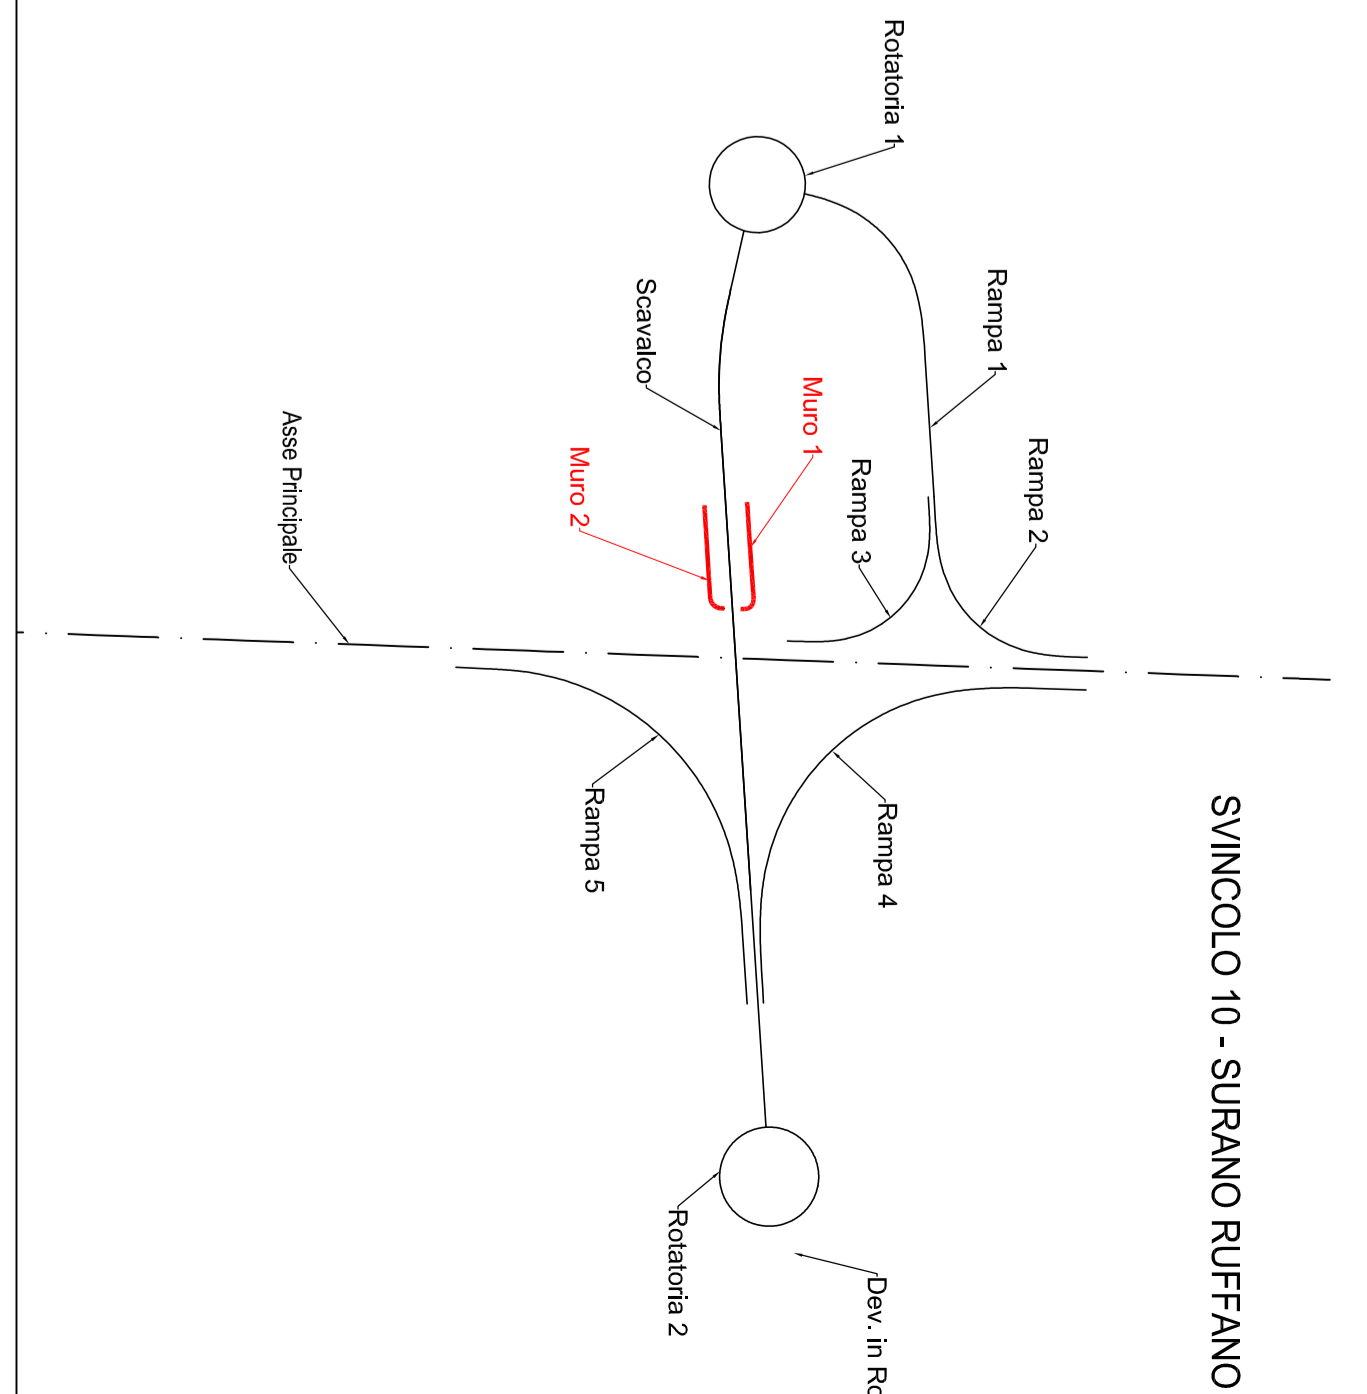 SVINCOLO 10 - SURANO RUFFANO
Rotatoria 1
Rampa 1
Rampa 2
Scavalco
Muro 1
Rampa 3
Muro 2
Asse Principale
Rampa 4
Rampa 5
Rotatoria 2
Dev. in